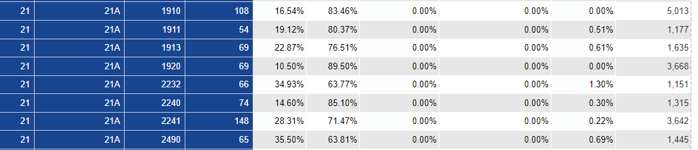 21 21A 1910 108 16.54% 83.46% 0.00% 0.00% 0.00% 5,013
21 21A 1911 54 19.12% 80.37% 0.00% 0.00% 0.51% 1,177
21 21A 1913 69 22.87% 76.51% 0.00% 0.00% 0.61% 1,635
21 21A 1920 69 10.50% 89.50% 0.00% 0.00% 0.00% 3,668
21 21A 2232 66 34.93% 63.77% 0.00% 0.00% 1.30% 1,151
21 21A 2240 74 14.60% 85.10% 0.00% 0.00% 0.30% 1,315
21 21A 2241 148 28.31% 71.47% 0.00% 0.00% 0.22% 3,642
21 21A 2490 65 35.50% 63.81% 0.00% 0.00% 0.69% 1,445